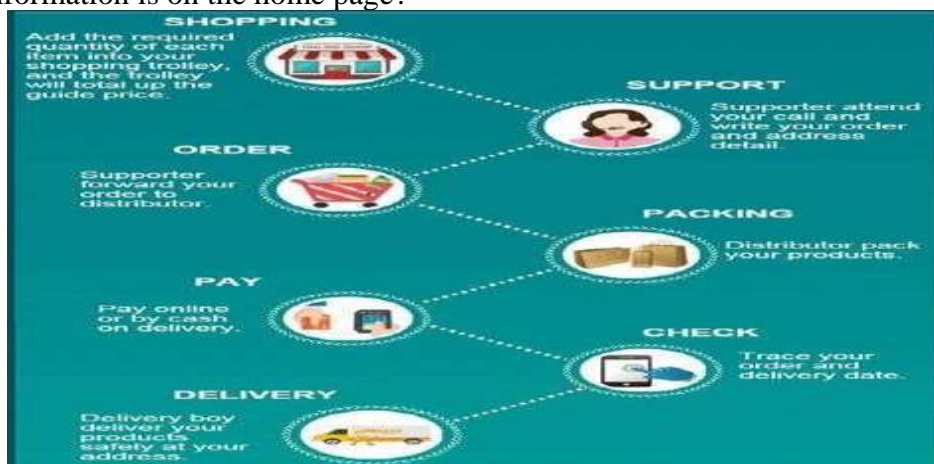 formation is on the home page?
SHOPPING
Add the required
quantity of each
item into your
shopping trolley,
and the trolley
will total up the
guide price.
SUPPORT
Supporter attend
your call and
write your order
and address
detail.
ORDER
Supporter
forward your
order to
distributor.
PACKING
Distributor pack
your products.
PAY
Pay online
or by cash
on delivery.
CHECK
Trace your
order and
delivery date.
DELIVERY
Delivery boy
deliver your
products
safely at your
address.